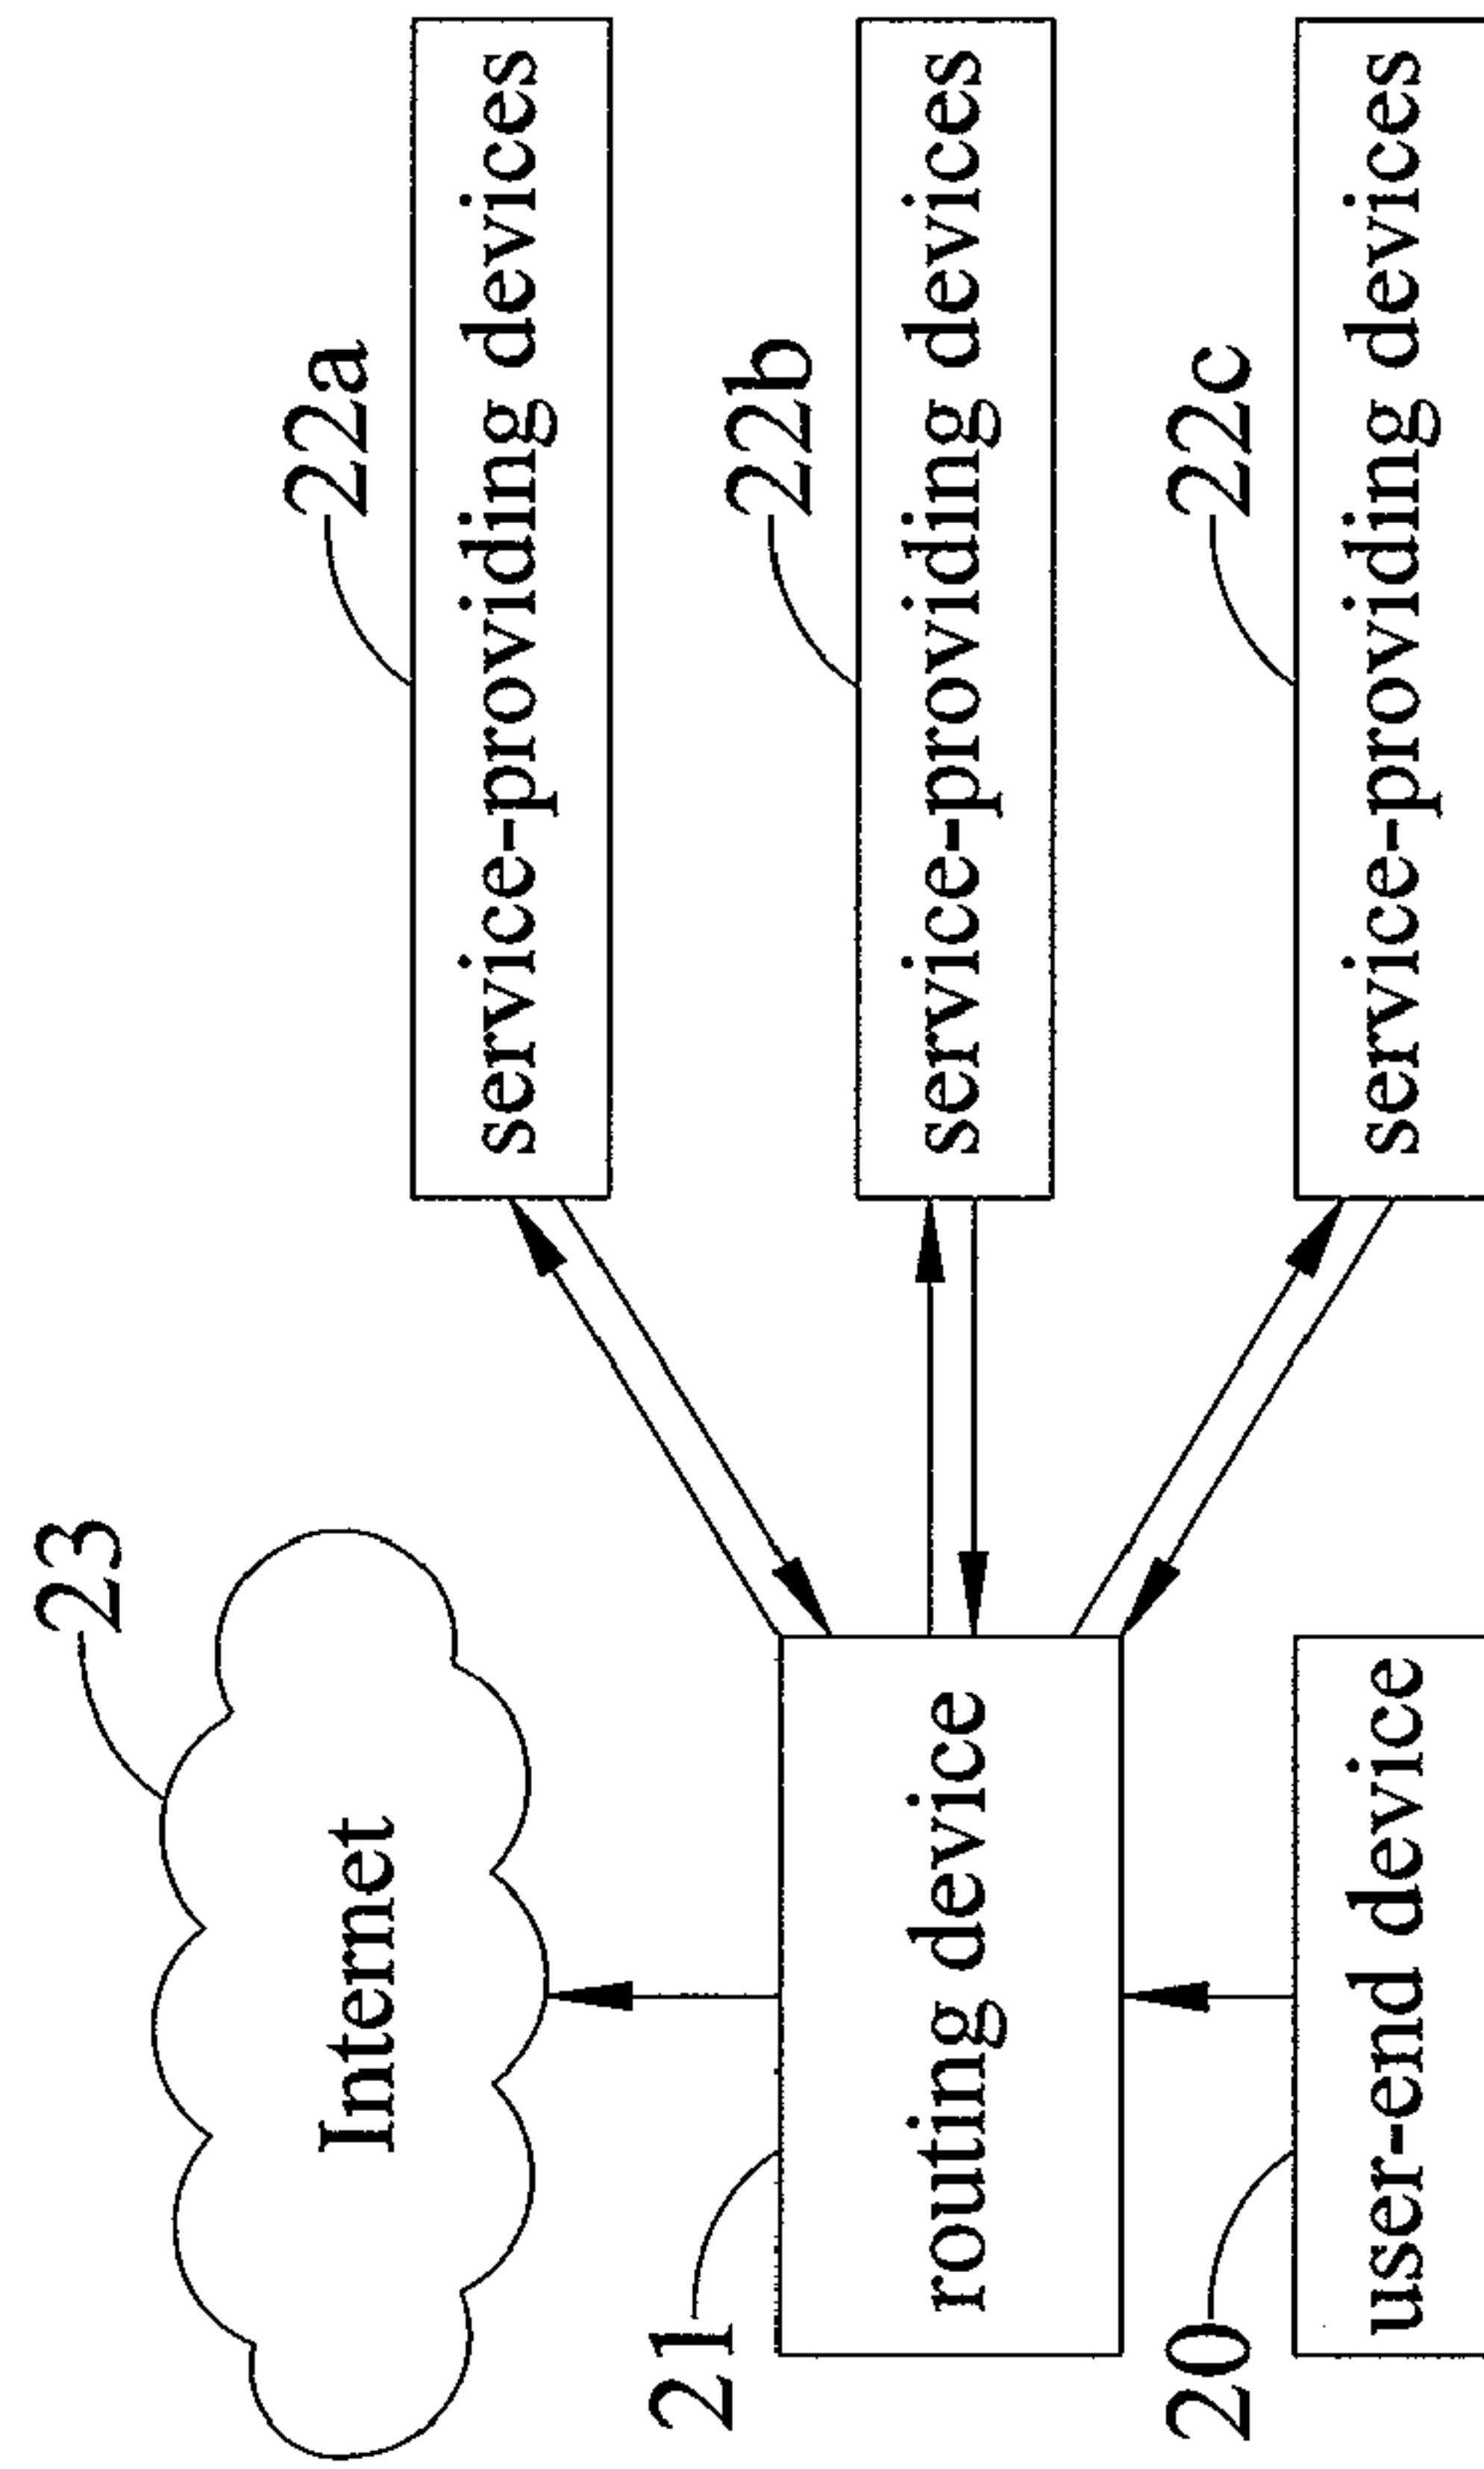 23
Internet
22a
service-providing devices
21
routing device
22b
service-providing devices
20
user-end device
22c
service-providing devices